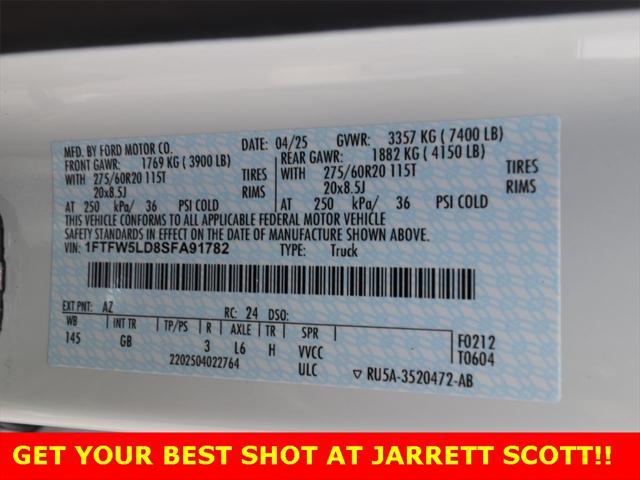 MFD. BY FORD MOTOR CO. DATE: 04/25 GVWR: 3357 KG ( 7400 LB)
FRONT GAWR: 1769 KG ( 3900 LB) REAR GAWR: 1882 KG ( 4150 LB)
WITH 275/60R20 115T TIRES WITH 275/60R20 115T TIRES
20x8.5J RIMS 20x8.5J RIMS
AT 250 kPa/ 36 PSI COLD AT 250 kPa/ 36 PSI COLD
THIS VEHICLE CONFORMS TO ALL APPLICABLE FEDERAL MOTOR VEHICLE
SAFETY STANDARDS IN EFFECT ON THE DATE OF MANUFACTURE SHOWN ABOVE.
VIN: 1FTFW5LD8SFA91782 TYPE: Truck
EXT PNT: AZ RC: 24 DSO:
WB INT TR TP/PS R AXLE TR SPR F0212
145 GB 3 L6 H VVCC T0604
2202504022764 ULC ▽ RU5A-3520472-AB
GET YOUR BEST SHOT AT JARRETT SCOTT!!